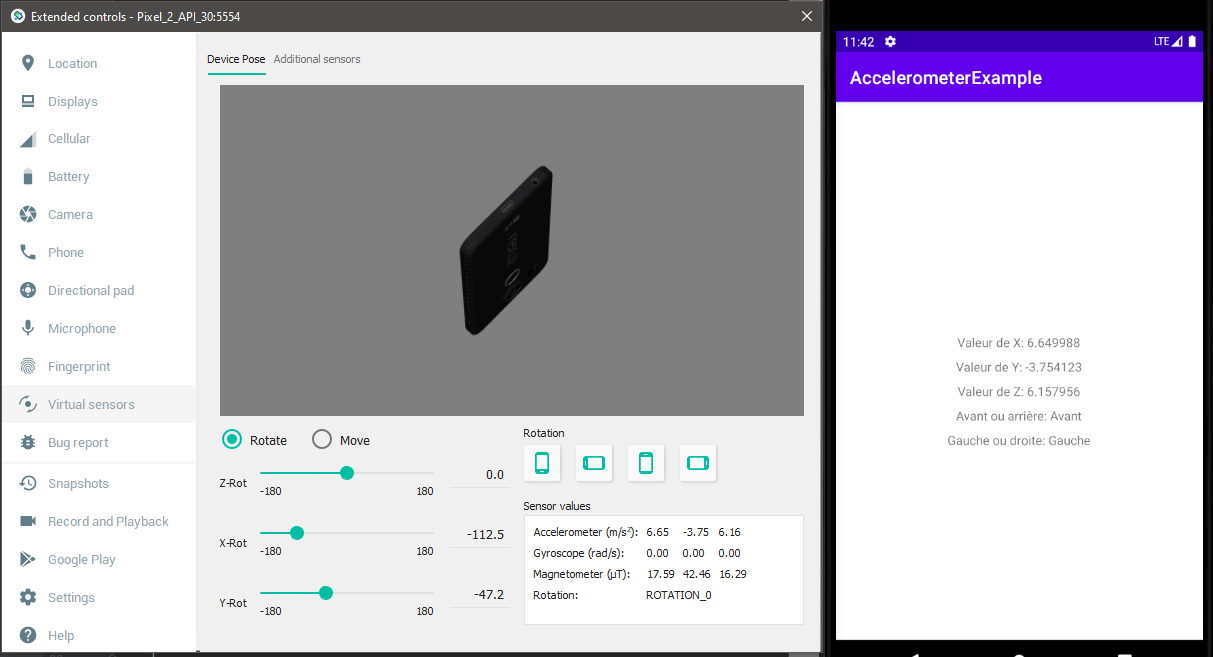 Extended controls - Pixel_2_API_30:5554
Location
Displays
Cellular
Battery
Camera
Phone
Directional pad
Microphone
Fingerprint
Virtual sensors
Bug report
Snapshots
Record and Playback
Google Play
Settings
Help
Device Pose Additional sensors
Rotate Move
Z-Rot
-180 180
0.0
X-Rot
-180 180
-112.5
Y-Rot
-180 180
-47.2
Rotation
Sensor values
Accelerometer (m/s²): 6.65 -3.75 6.16
Gyroscope (rad/s): 0.00 0.00 0.00
Magnetometer (μT): 17.59 42.46 16.29
Rotation: ROTATION_0
11:42 LTE
AccelerometerExample
Valeur de X: 6.649988
Valeur de Y: -3.754123
Valeur de Z: 6.157956
Avant ou arrière: Avant
Gauche ou droite: Gauche